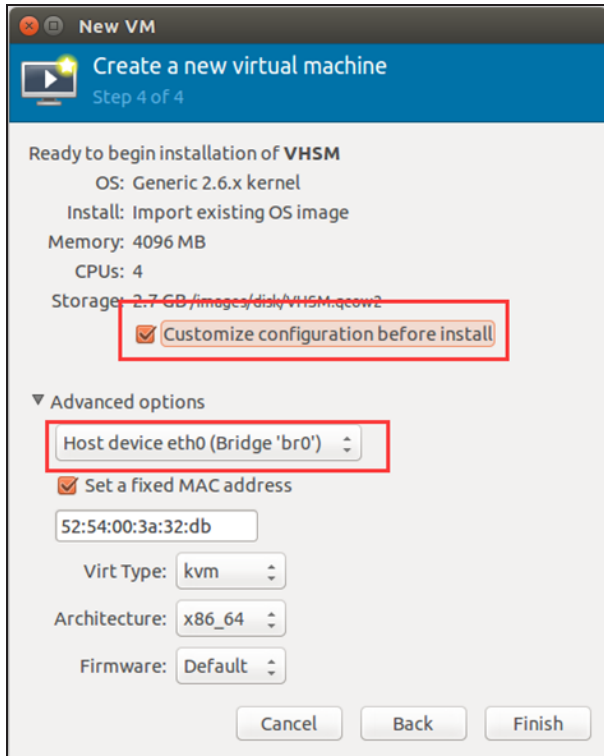 New VM
Create a new virtual machine
Step 4 of 4
Ready to begin installation of VHSM
OS: Generic 2.6.x kernel
Install: Import existing OS image
Memory: 4096 MB
CPUs: 4
Storage: 2.7 GB /images/disk/VHSM.qcow2
Customize configuration before install
Advanced options
Host device eth0 (Bridge 'br0')
Set a fixed MAC address
52:54:00:3a:32:db
Virt Type: kvm
Architecture: x86_64
Firmware: Default
Cancel Back Finish